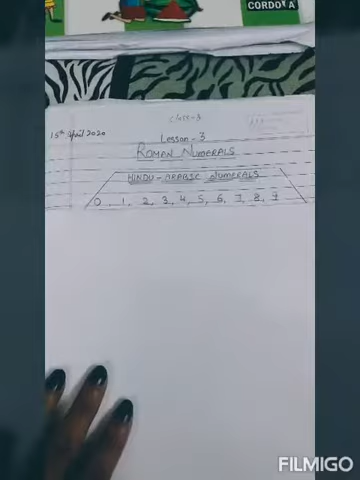 CORDOVA
Class-3
15th April 2020
Lesson - 3
ROMAN NUMERALS
HINDU - ARABIC NUMERALS
0, 1, 2, 3, 4, 5, 6, 7, 8, 9
FILMIGO